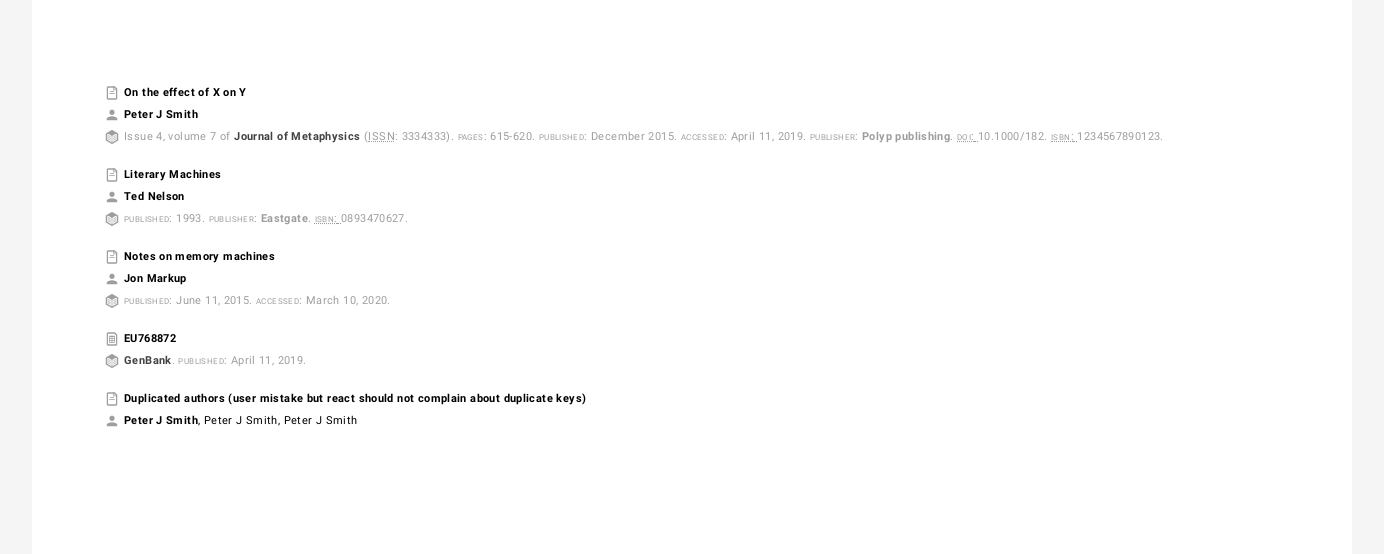 On the effect of X on Y
Peter J Smith
Issue 4, volume 7 of Journal of Metaphysics (ISSN: 3334333). PAGES: 615-620. PUBLISHED: December 2015. ACCESSED: April 11, 2019. PUBLISHER: Polyp publishing. DOI: 10.1000/182. ISBN: 1234567890123.
Literary Machines
Ted Nelson
PUBLISHED: 1993. PUBLISHER: Eastgate. ISBN: 0893470627.
Notes on memory machines
Jon Markup
PUBLISHED: June 11, 2015. ACCESSED: March 10, 2020.
EU768872
GenBank. PUBLISHED: April 11, 2019.
Duplicated authors (user mistake but react should not complain about duplicate keys)
Peter J Smith, Peter J Smith, Peter J Smith